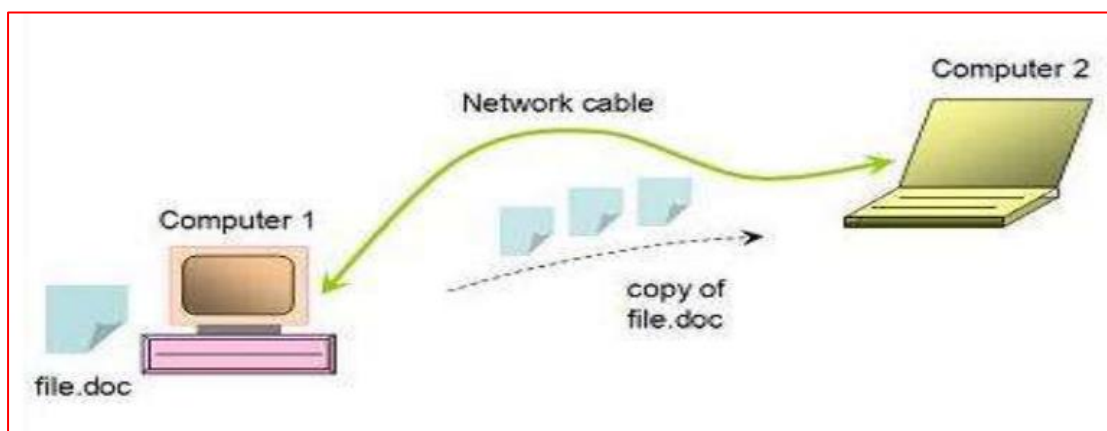 Computer 2
Network cable
Computer 1
copy of
file.doc
file.doc